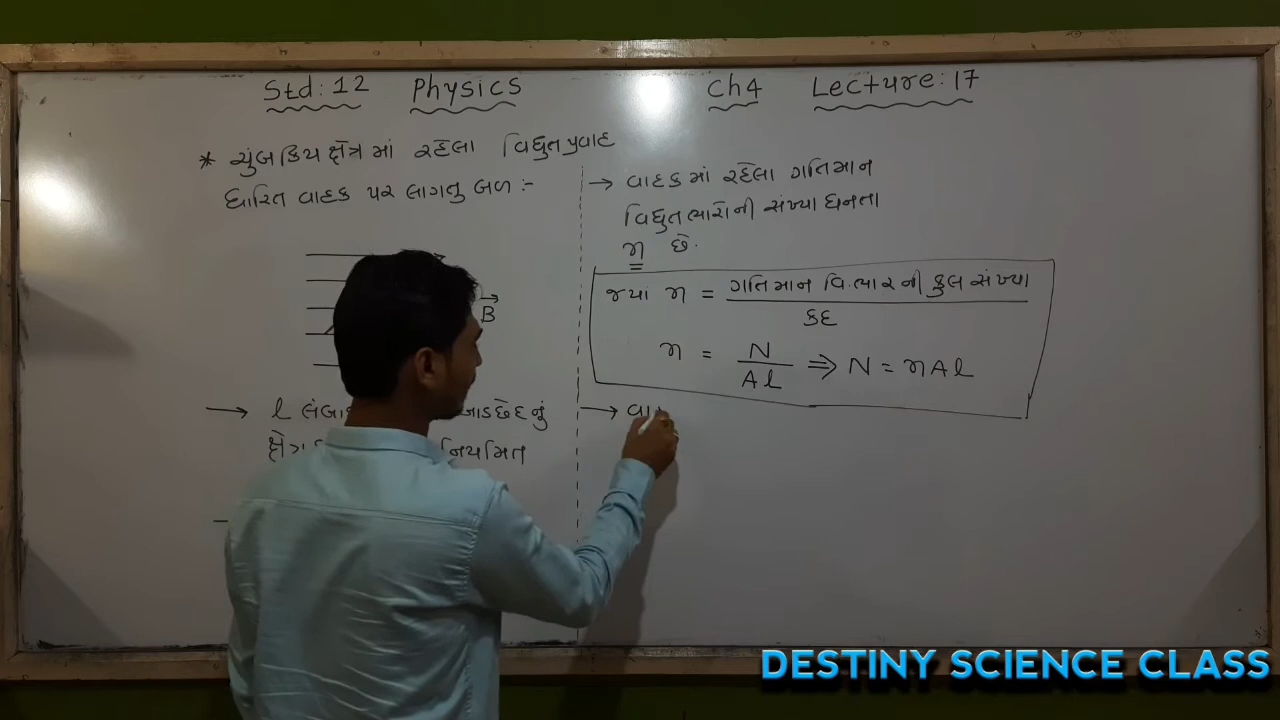 Std: 12 Physics Ch4 Lecture: 17
* ચુંબકિય ક્ષેત્ર માં રહેલા વિદ્યુત પ્રવાહ
ધારિત વાહક પર લાગતુ બળ :-
B
→ l
નું
નિયમિત
→ વાહક માં રહેલા ગતિમાન
વિદ્યુતભારોની સંખ્યા ઘનતા
n છે.
જ્યાં n = ગતિમાન વિ.ભાર ની કુલ સંખ્યા
કદ
n = N / Al ⇒ N = nAl
→ વા
DESTINY SCIENCE CLASS